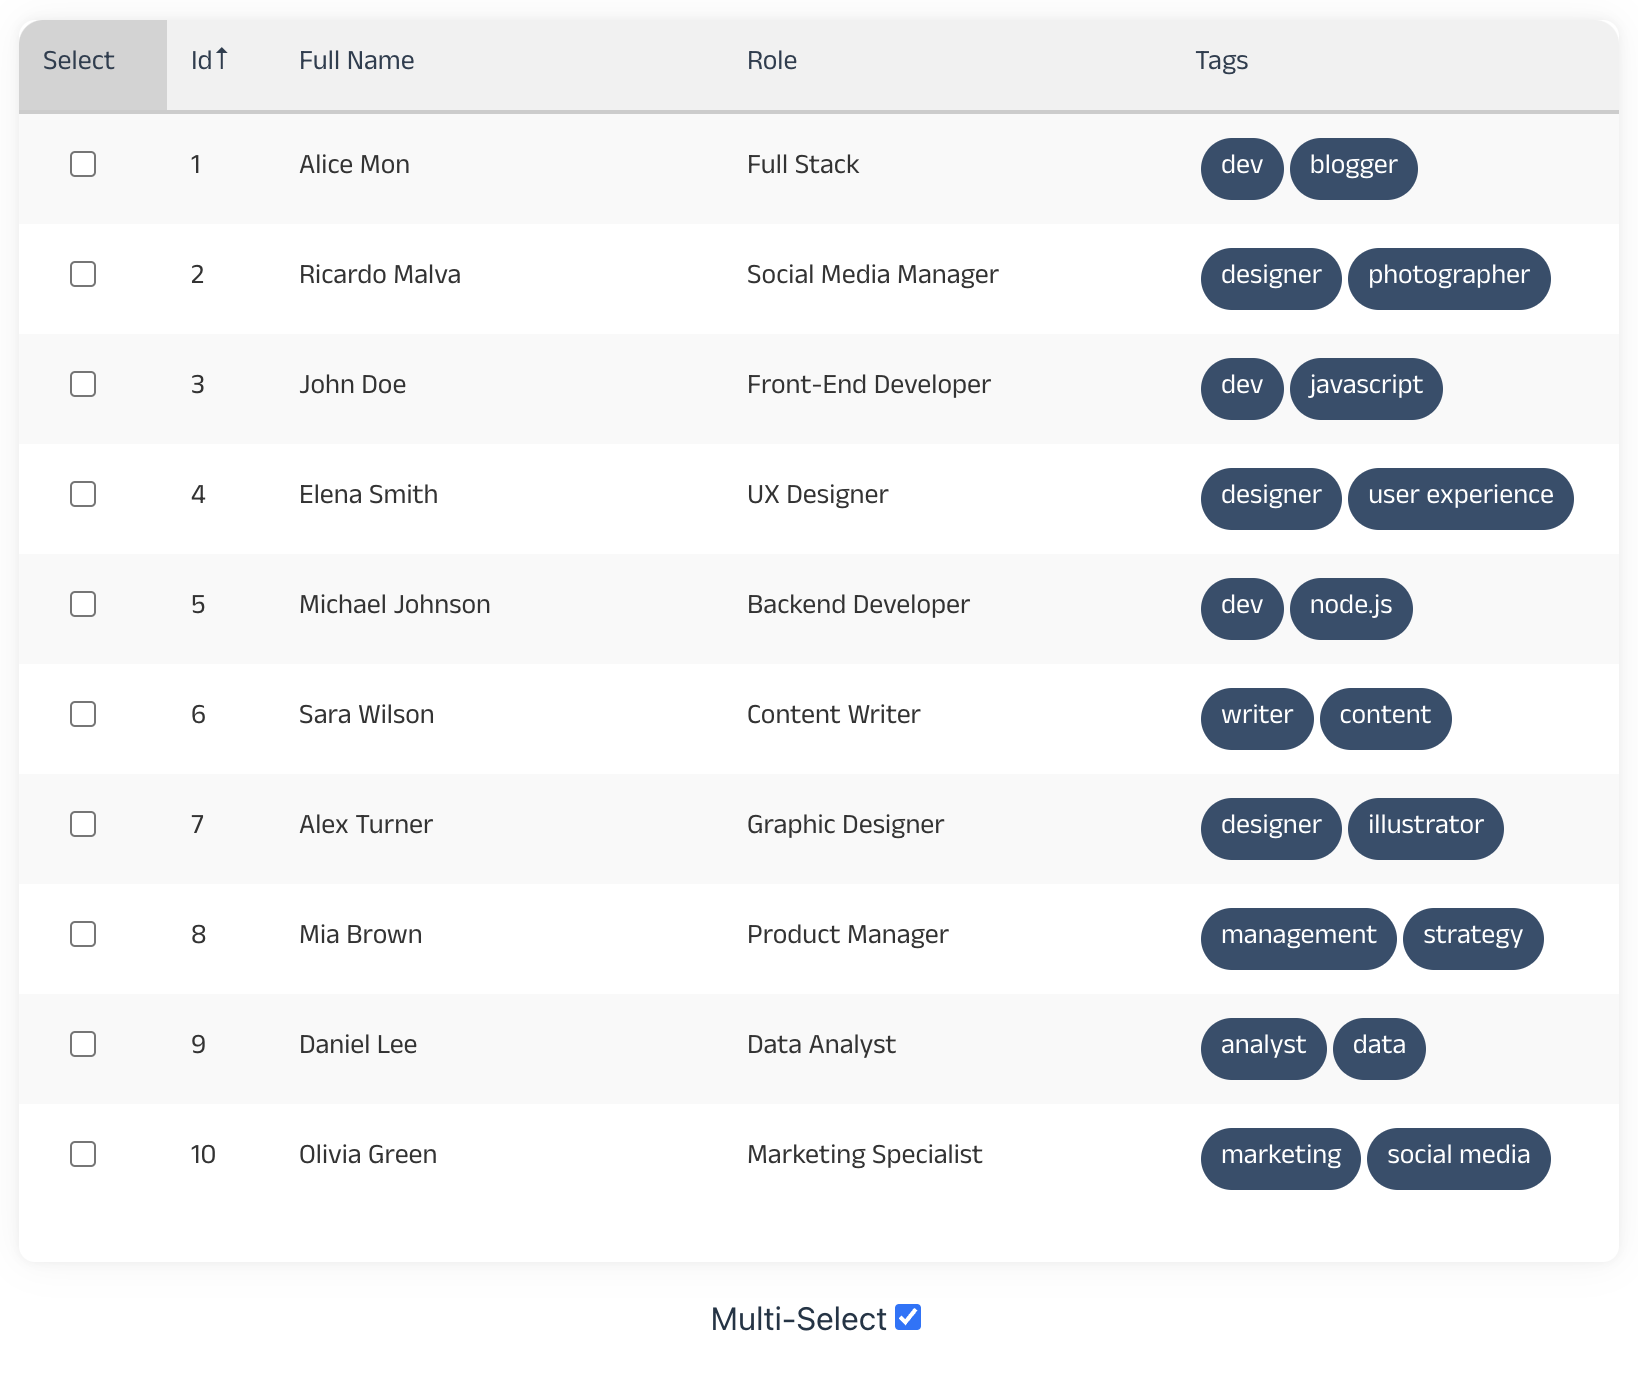 Select Id↑ Full Name Role Tags
1 Alice Mon Full Stack dev blogger
2 Ricardo Malva Social Media Manager designer photographer
3 John Doe Front-End Developer dev javascript
4 Elena Smith UX Designer designer user experience
5 Michael Johnson Backend Developer dev node.js
6 Sara Wilson Content Writer writer content
7 Alex Turner Graphic Designer designer illustrator
8 Mia Brown Product Manager management strategy
9 Daniel Lee Data Analyst analyst data
10 Olivia Green Marketing Specialist marketing social media
Multi-Select